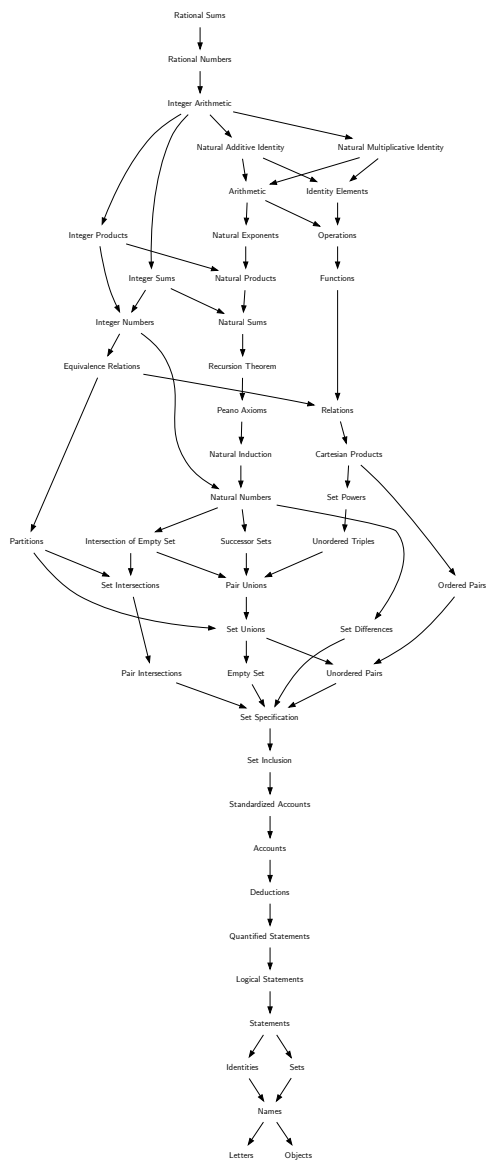 Rational Sums
Rational Numbers
Integer Arithmetic
Natural Additive Identity
Natural Multiplicative Identity
Arithmetic
Identity Elements
Integer Products
Natural Exponents
Operations
Integer Sums
Natural Products
Functions
Integer Numbers
Natural Sums
Equivalence Relations
Recursion Theorem
Peano Axioms
Relations
Natural Induction
Cartesian Products
Natural Numbers
Set Powers
Partitions
Intersection of Empty Set
Successor Sets
Unordered Triples
Set Intersections
Pair Unions
Ordered Pairs
Set Unions
Set Differences
Pair Intersections
Empty Set
Unordered Pairs
Set Specification
Set Inclusion
Standardized Accounts
Accounts
Deductions
Quantified Statements
Logical Statements
Statements
Identities
Sets
Names
Letters
Objects